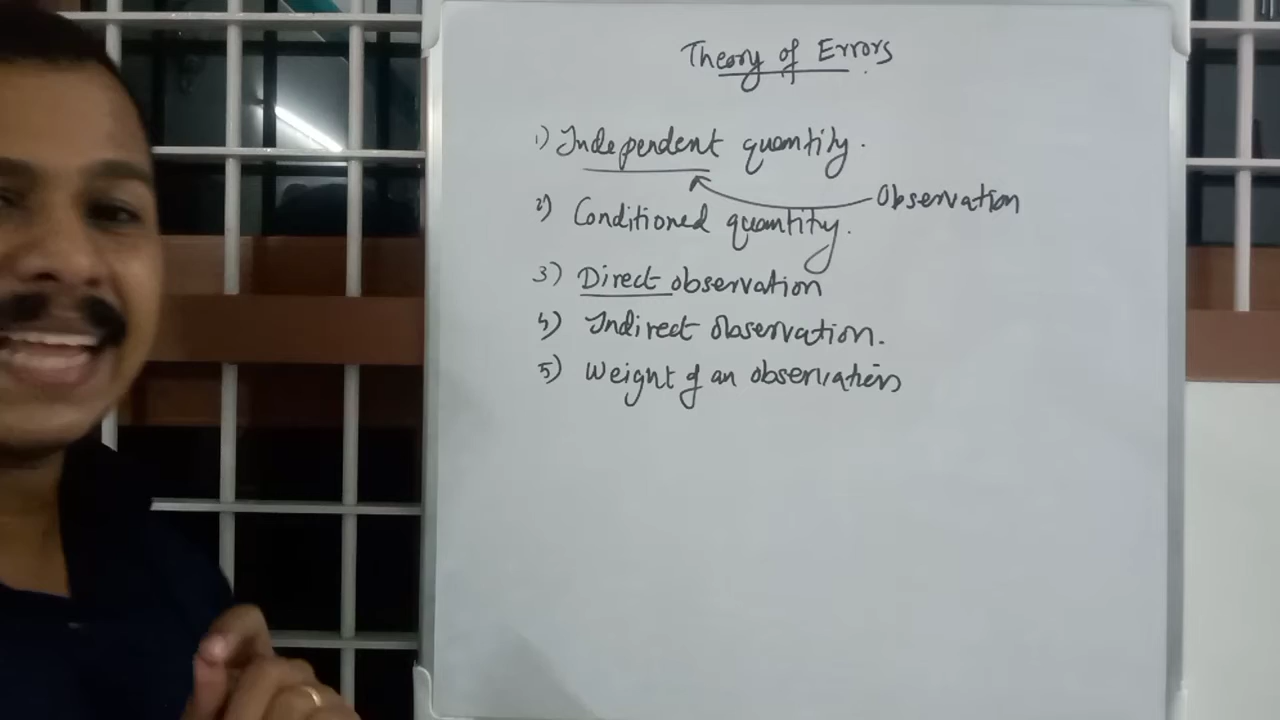 Theory of Errors
1) Independent quantity.
Observation
2) Conditioned quantity.
3) Direct observation
4) Indirect observation.
5) Weight of an observation